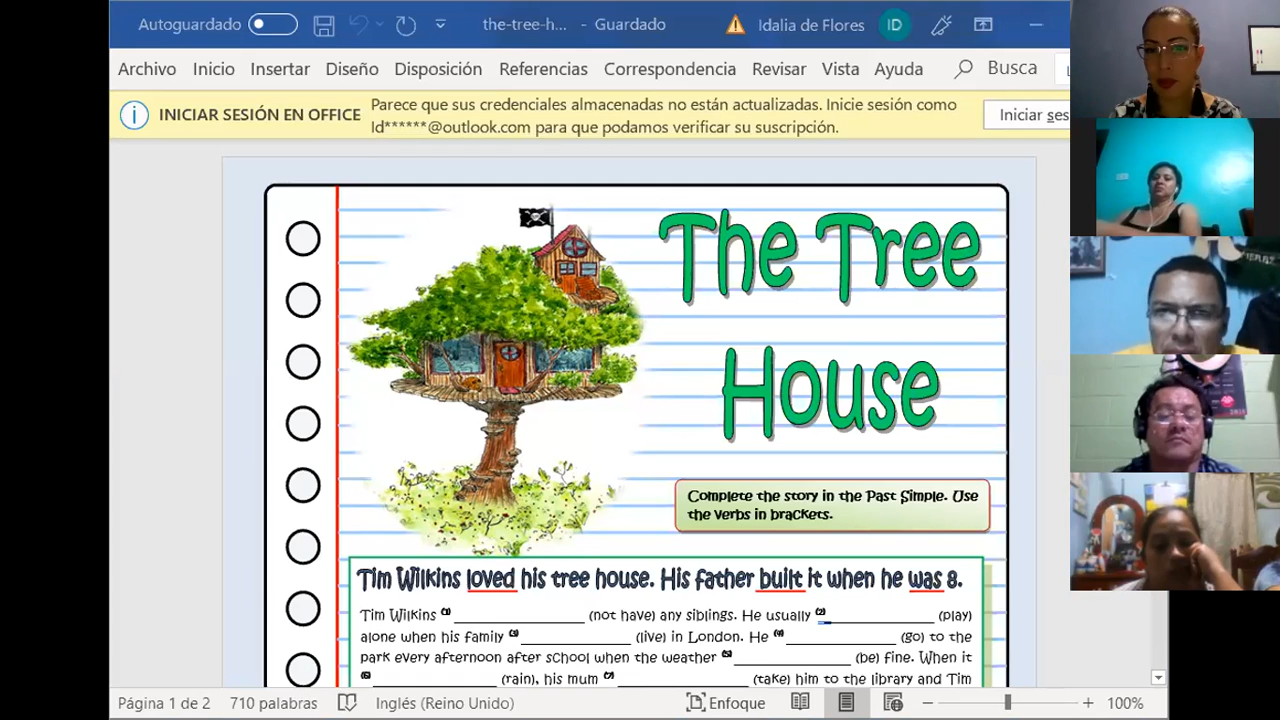 Autoguardado
the-tree-h... - Guardado
Idalia de Flores
ID
Archivo Inicio Insertar Diseño Disposición Referencias Correspondencia Revisar Vista Ayuda Busca
INICIAR SESIÓN EN OFFICE
Parece que sus credenciales almacenadas no están actualizadas. Inicie sesión como
Id******@outlook.com para que podamos verificar su suscripción.
Iniciar ses
The Tree
House
Complete the story in the Past Simple. Use
the verbs in brackets.
Tim Wilkins loved his tree house. His father built it when he was 8.
Tim Wilkins (1) ____________ (not have) any siblings. He usually (2) ____________ (play)
alone when his family (3) ____________ (live) in London. He (4) ____________ (go) to the
park every afternoon after school when the weather (5) ____________ (be) fine. When it
(6) ____________ (rain), his mum (7) ____________ (take) him to the library and Tim
Página 1 de 2 710 palabras Inglés (Reino Unido) Enfoque 100%